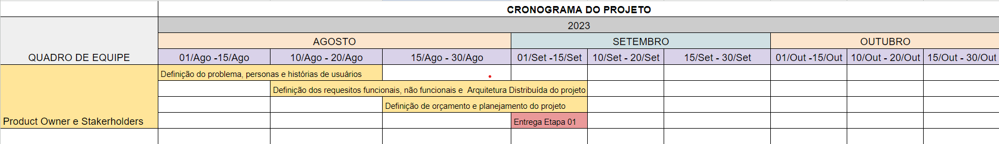 CRONOGRAMA DO PROJETO
2023
AGOSTO SETEMBRO OUTUBRO
QUADRO DE EQUIPE 01/Ago -15/Ago 10/Ago - 20/Ago 15/Ago - 30/Ago 01/Set -15/Set 10/Set - 20/Set 15/Set - 30/Set 01/Out -15/Out 10/Out - 20/Out 15/Out - 30/Out
Definição do problema, personas e histórias de usuários
Definição dos requesitos funcionais, não funcionais e Arquitetura Distribuída do projeto
Definição de orçamento e planejamento do projeto
Product Owner e Stakerholders Entrega Etapa 01